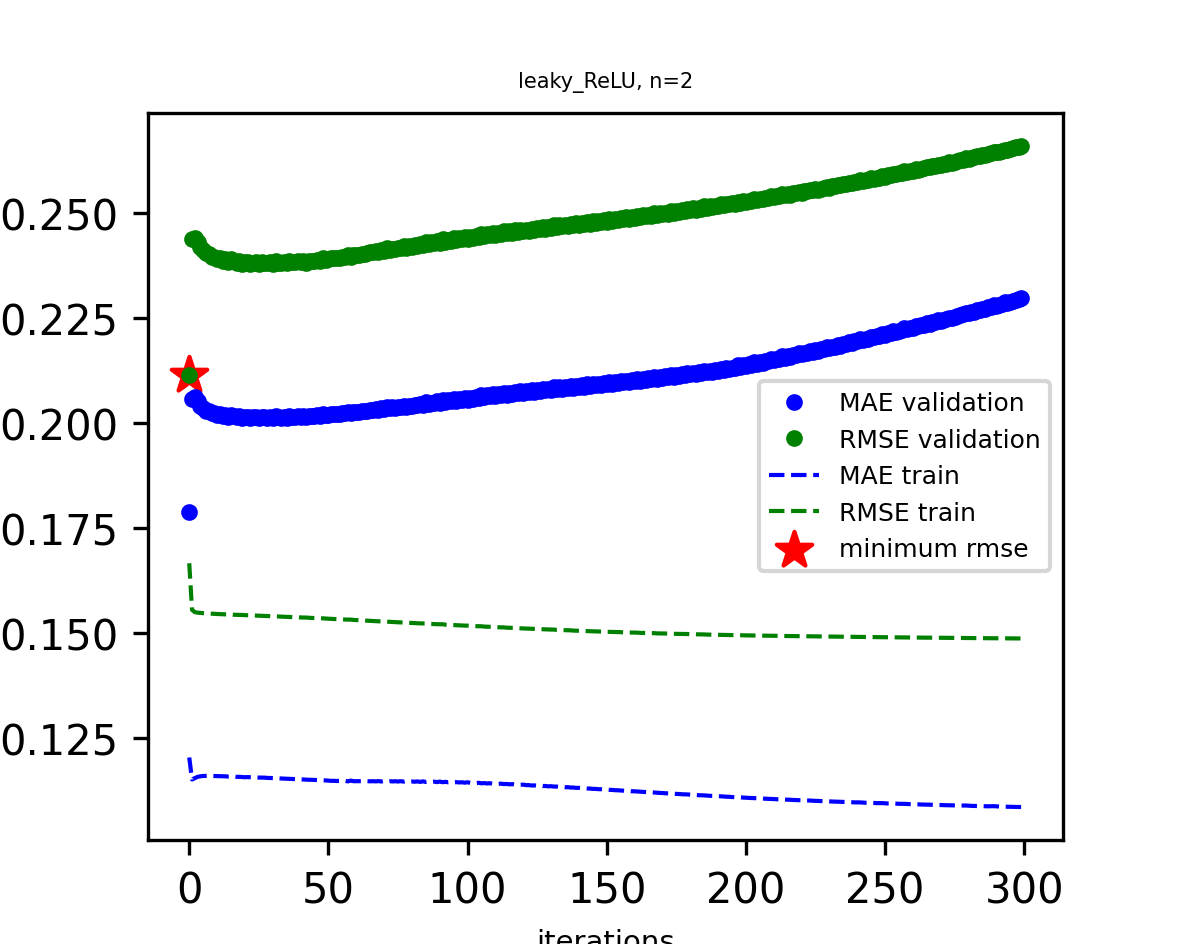 leaky_ReLU, n=2
0.250
0.225
0.200
0.175
0.150
0.125
MAE validation
RMSE validation
MAE train
RMSE train
minimum rmse
0 50 100 150 200 250 300
iterations